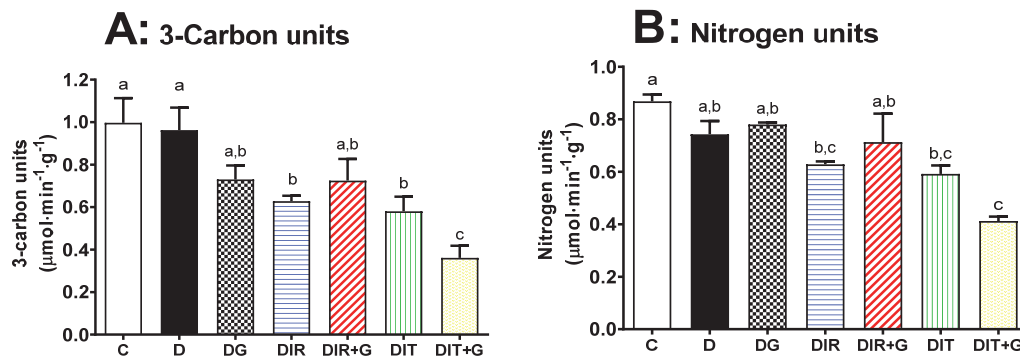 A: 3-Carbon units
3-carbon units
(μmol·min⁻¹·g⁻¹)
1.2
1.0
0.8
0.6
0.4
0.2
0.0
a
a
a,b
b
a,b
b
c
C D DG DIR DIR+G DIT DIT+G
B: Nitrogen units
Nitrogen units
(μmol·min⁻¹·g⁻¹)
1.0
0.8
0.6
0.4
0.2
0.0
a
a,b
a,b
b,c
a,b
b,c
c
C D DG DIR DIR+G DIT DIT+G